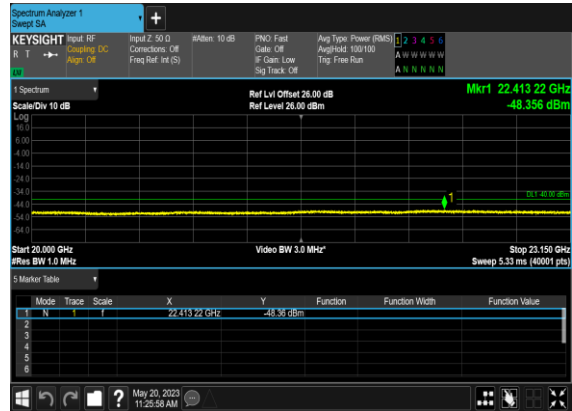 Spectrum Analyzer 1
Swept SA
+
KEYSIGHT Input: RF Input Z: 50 Ω #Atten: 10 dB PNO: Fast Avg Type: Power (RMS) 1 2 3 4 5 6
R T Coupling: DC Corrections: Off Gate: Off Avg|Hold: 100/100 A W W W W W
Align: Off Freq Ref: Int (S) IF Gain: Low Trig: Free Run
Sig Track: Off A N N N N N
1 Spectrum
Scale/Div 10 dB
Ref Lvl Offset 26.00 dB
Ref Level 26.00 dBm
Mkr1 22.413 22 GHz
-48.356 dBm
Log
16.0
6.00
-4.00
-14.0
-24.0
-34.0
1
DL1 -40.00 dBm
-44.0
-54.0
-64.0
Start 20.000 GHz
#Res BW 1.0 MHz
Video BW 3.0 MHz*
Stop 23.150 GHz
Sweep 5.33 ms (40001 pts)
5 Marker Table
Mode Trace Scale X Y Function Function Width Function Value
1 N 1 f 22.413 22 GHz -48.36 dBm
2
3
4
5
6
?
May 20, 2023
11:25:58 AM